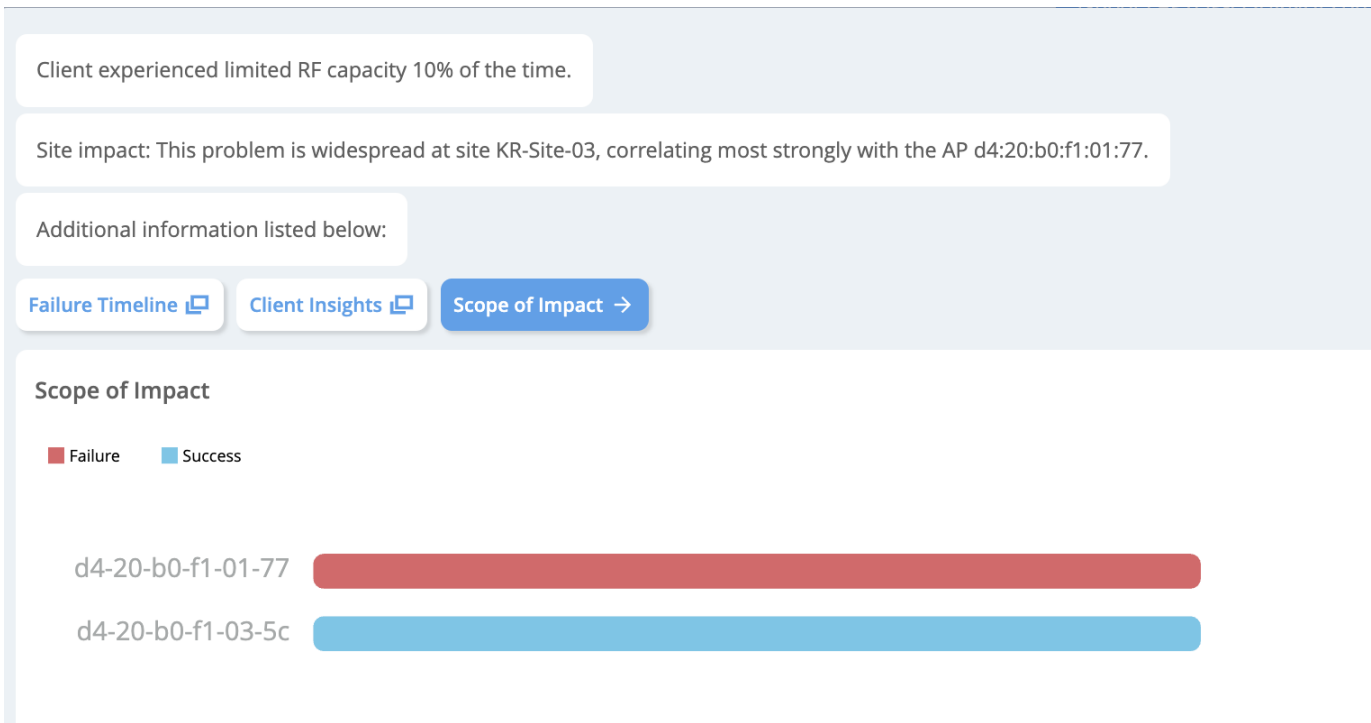 Client experienced limited RF capacity 10% of the time.
Site impact: This problem is widespread at site KR-Site-03, correlating most strongly with the AP d4:20:b0:f1:01:77.
Additional information listed below:
Failure Timeline
Client Insights
Scope of Impact →
Scope of Impact
Failure
Success
d4-20-b0-f1-01-77
d4-20-b0-f1-03-5c